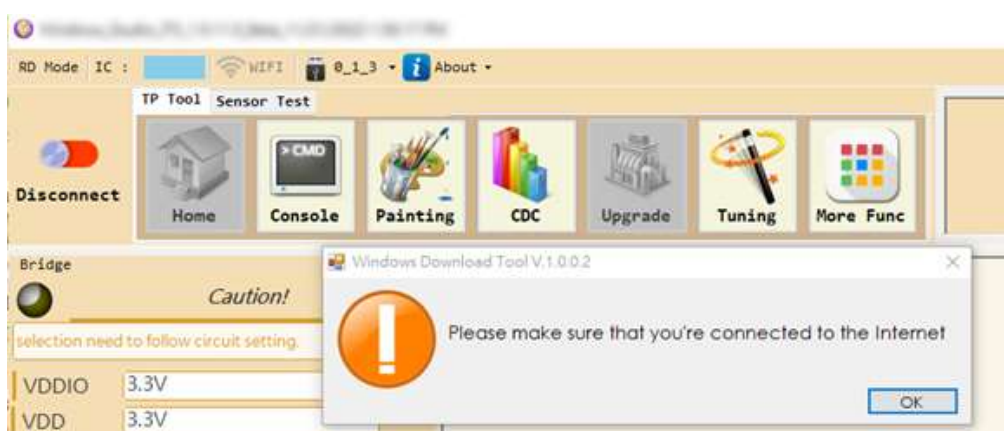 RD Mode IC : WIFI 0_1_3 About
TP Tool Sensor Test
Disconnect
Home
> CMD
Console
Painting
CDC
Upgrade
Tuning
More Func
Bridge
Caution!
selection need to follow circuit setting.
VDDIO 3.3V
VDD 3.3V
Windows Download Tool V.1.0.0.2
Please make sure that you're connected to the Internet
OK